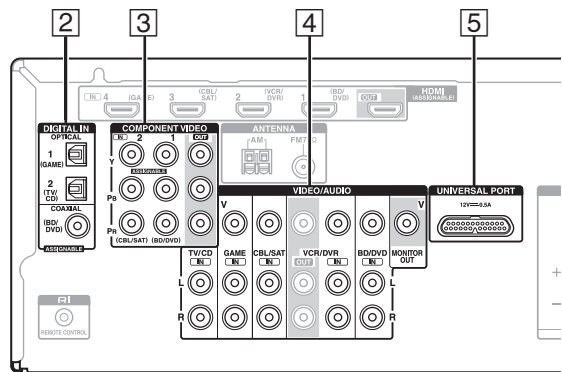 2 3 4 5
IN 4 (GAME) 3 (CBL/SAT) 2 (VCR/DVR) 1 (BD/DVD) OUT HDMI (ASSIGNABLE)
DIGITAL IN
OPTICAL
1 (GAME)
2 (TV/CD)
COAXIAL
(BD/DVD)
ASSIGNABLE
COMPONENT VIDEO
IN 2 1 OUT
ASSIGNABLE
Y
PB
PR
(CBL/SAT) (BD/DVD)
ANTENNA
AM FM75Ω
VIDEO/AUDIO
V V
TV/CD GAME CBL/SAT VCR/DVR BD/DVD MONITOR OUT
IN IN IN OUT IN IN
L L
R R
UNIVERSAL PORT
12V 0.5A
RI
REMOTE CONTROL
+
−